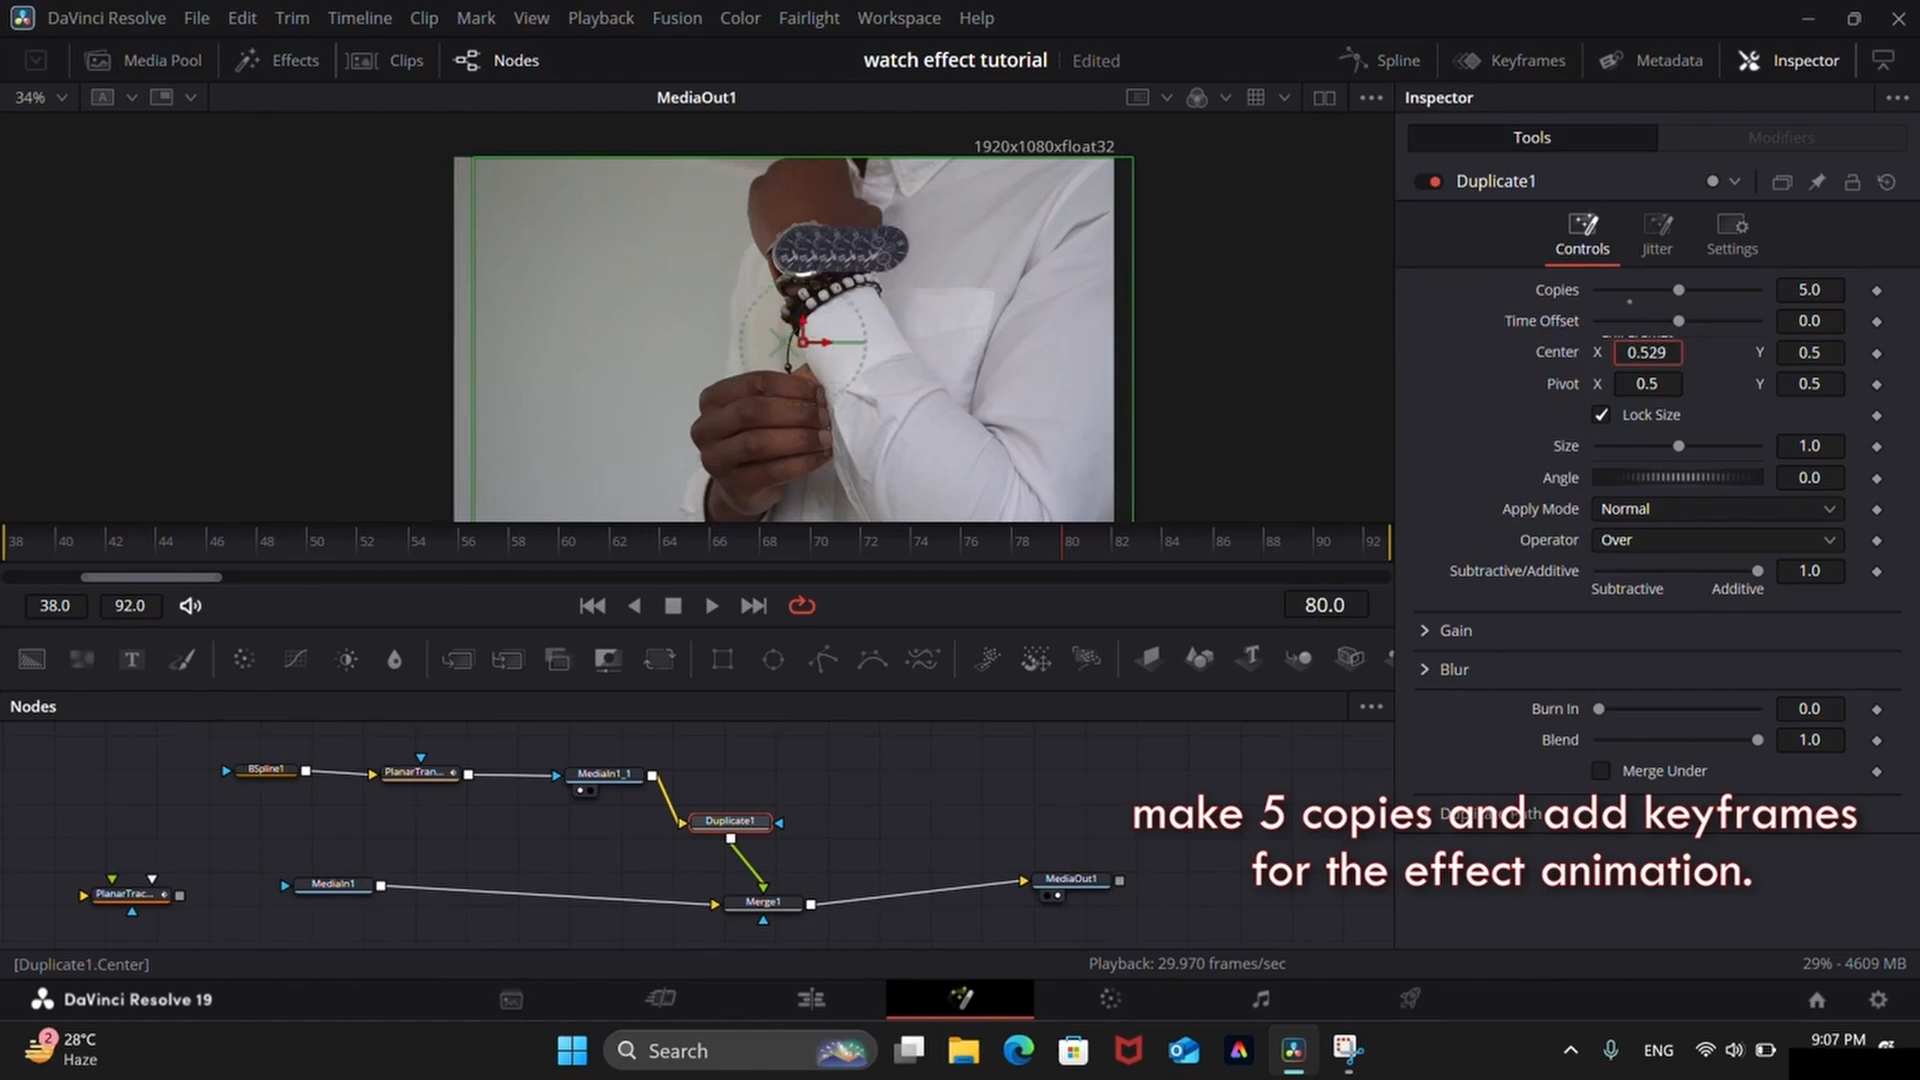 DaVinci Resolve File Edit Trim Timeline Clip Mark View Playback Fusion Color Fairlight Workspace Help
Media Pool Effects Clips Nodes watch effect tutorial Edited Spline Keyframes Metadata Inspector
34% A MediaOut1 Inspector
1920x1080xfloat32
Tools Modifiers
Duplicate1
Controls Jitter Settings
Copies 5.0
Time Offset 0.0
Center X 0.529 Y 0.5
Pivot X 0.5 Y 0.5
Lock Size
Size 1.0
Angle 0.0
Apply Mode Normal
Operator Over
Subtractive/Additive 1.0
Subtractive Additive
38 40 42 44 46 48 50 52 54 56 58 60 62 64 66 68 70 72 74 76 78 80 82 84 86 88 90 92
38.0 92.0 80.0
Gain
Blur
Burn In 0.0
Blend 1.0
Merge Under
T T
Nodes
BSpline1 PlanarTran... MediaIn1_1
Duplicate1
PlanarTrac... MediaIn1 Merge1 MediaOut1
make 5 copies and add keyframes
for the effect animation.
[Duplicate1.Center] Playback: 29.970 frames/sec 29% - 4609 MB
DaVinci Resolve 19
2 28°C
Haze
Search
ENG
9:07 PM